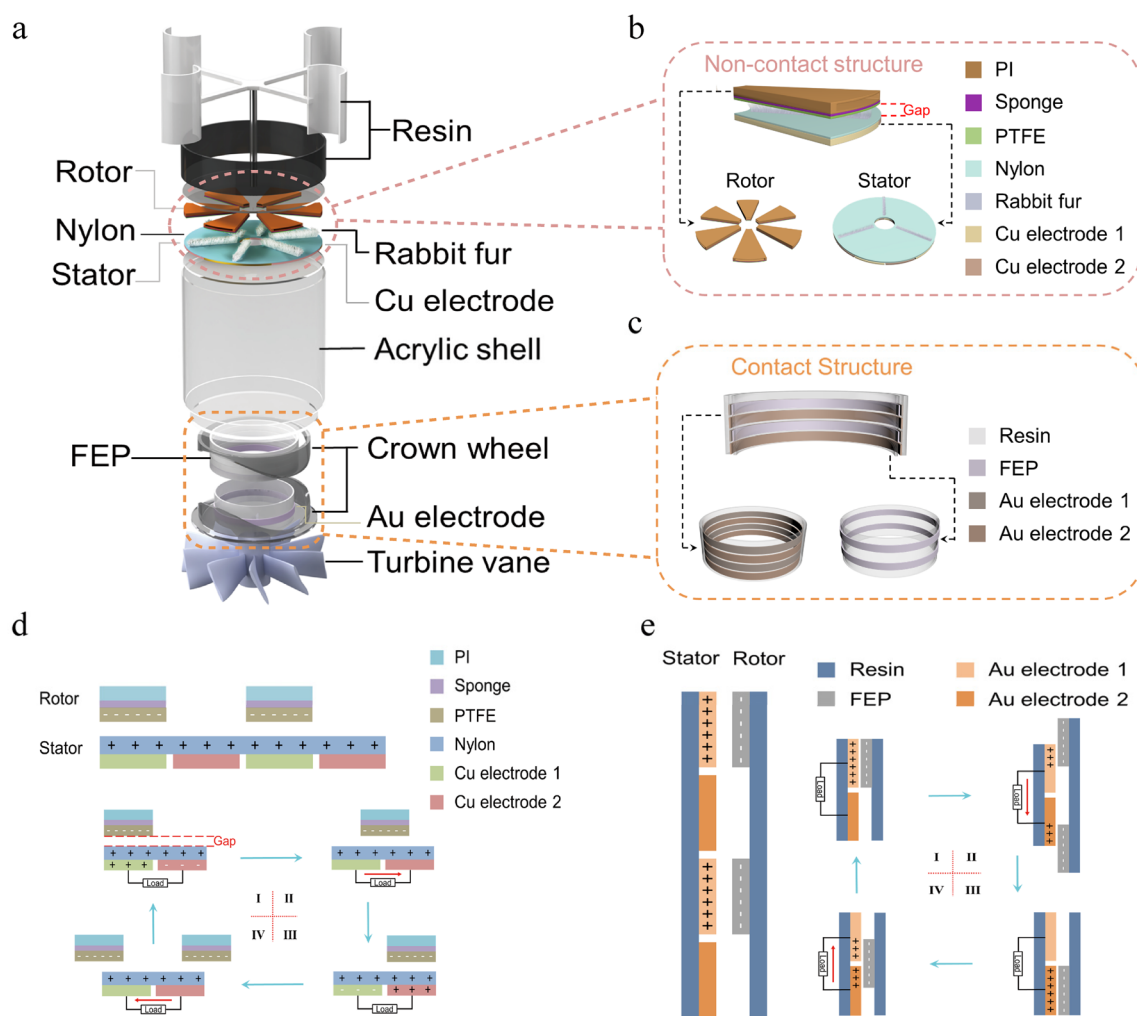 a
Resin
Rotor
Nylon
Stator
Rabbit fur
Cu electrode
Acrylic shell
FEP
Crown wheel
Au electrode
Turbine vane
b
Non-contact structure
Gap
Rotor
Stator
PI
Sponge
PTFE
Nylon
Rabbit fur
Cu electrode 1
Cu electrode 2
c
Contact Structure
Resin
FEP
Au electrode 1
Au electrode 2
d
Rotor
Stator
+ + + + + + + + + + + +
PI
Sponge
PTFE
Nylon
Cu electrode 1
Cu electrode 2
Gap
+ + + + + + +
+ + + - - -
Load
+ + + + + + +
Load
I II
IV III
+ + + + + + +
Load
+ + + + + + +
- - - + + +
Load
e
Stator Rotor
Resin
FEP
Au electrode 1
Au electrode 2
Load
Load
I II
IV III
Load
Load